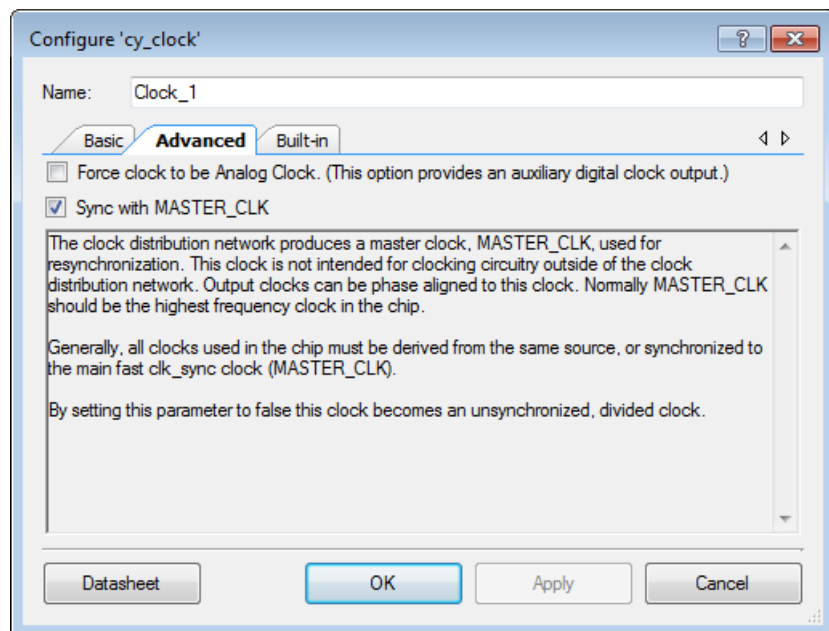 Configure 'cy_clock'
Name: Clock_1
Basic Advanced Built-in
Force clock to be Analog Clock. (This option provides an auxiliary digital clock output.)
Sync with MASTER_CLK
The clock distribution network produces a master clock, MASTER_CLK, used for
resynchronization. This clock is not intended for clocking circuitry outside of the clock
distribution network. Output clocks can be phase aligned to this clock. Normally MASTER_CLK
should be the highest frequency clock in the chip.
Generally, all clocks used in the chip must be derived from the same source, or synchronized to
the main fast clk_sync clock (MASTER_CLK).
By setting this parameter to false this clock becomes an unsynchronized, divided clock.
Datasheet OK Apply Cancel